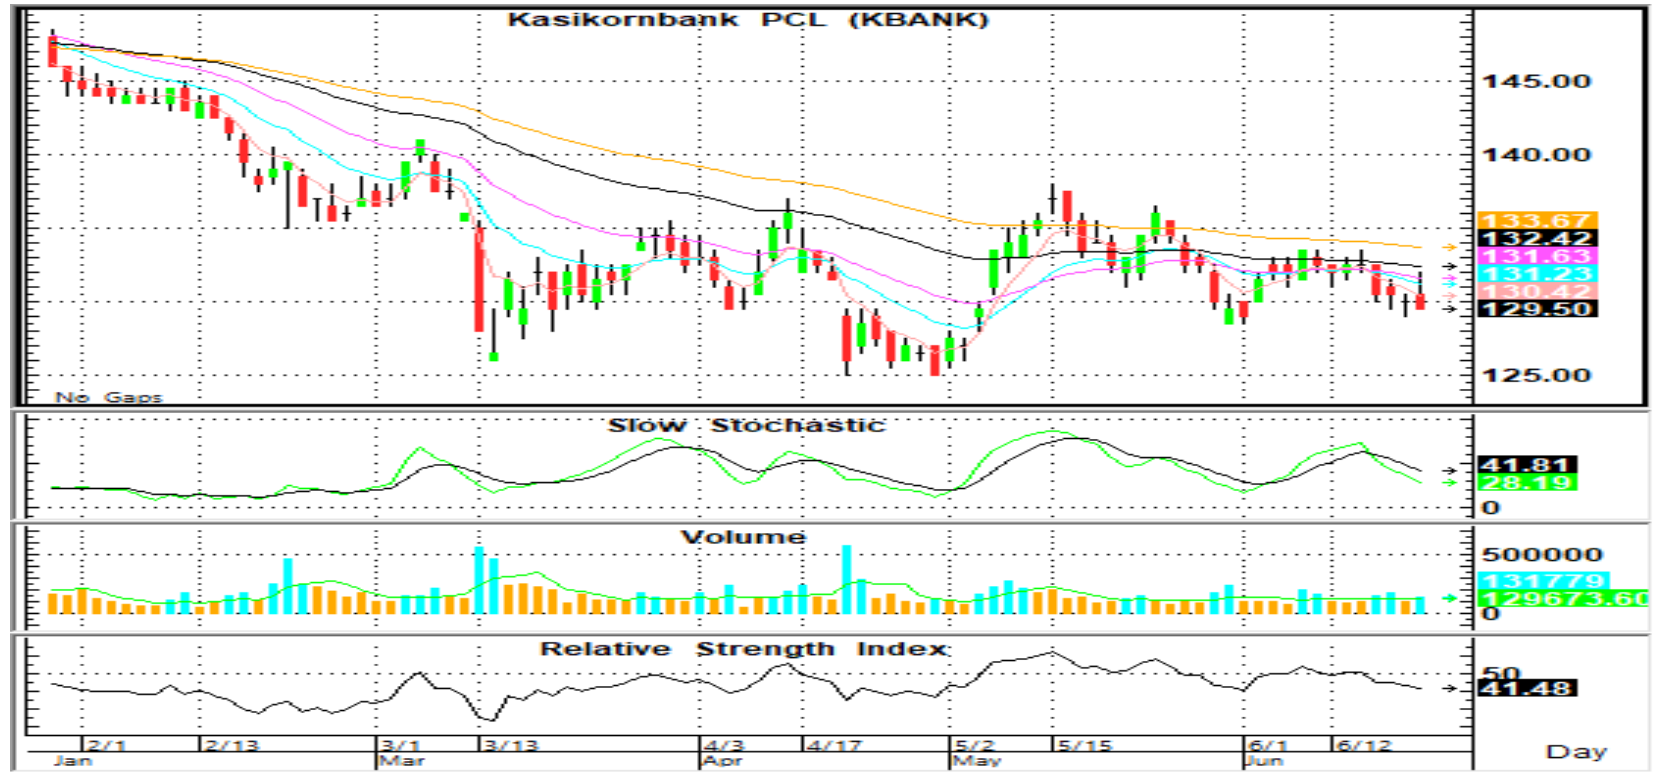 Kasikornbank PCL (KBANK)
145.00
140.00
133.67
132.42
131.63
131.23
130.42
129.50
125.00
No Gaps
Slow Stochastic
41.81
28.19
0
Volume
500000
131779
129673.60
0
Relative Strength Index
50
41.48
2/1 2/13 3/1 3/13 4/3 4/17 5/2 5/15 6/1 6/12
Jan Mar Apr May Jun
Day